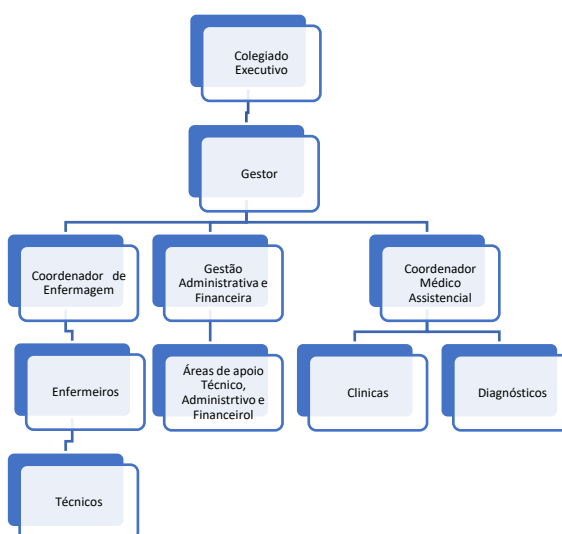 Colegiado
Executivo
Gestor
Coordenador de
Enfermagem
Gestão
Administrativa e
Financeira
Coordenador
Médico
Assistencial
Enfermeiros
Áreas de apoio
Técnico,
Administrtivo e
Financeirol
Clinicas
Diagnósticos
Técnicos